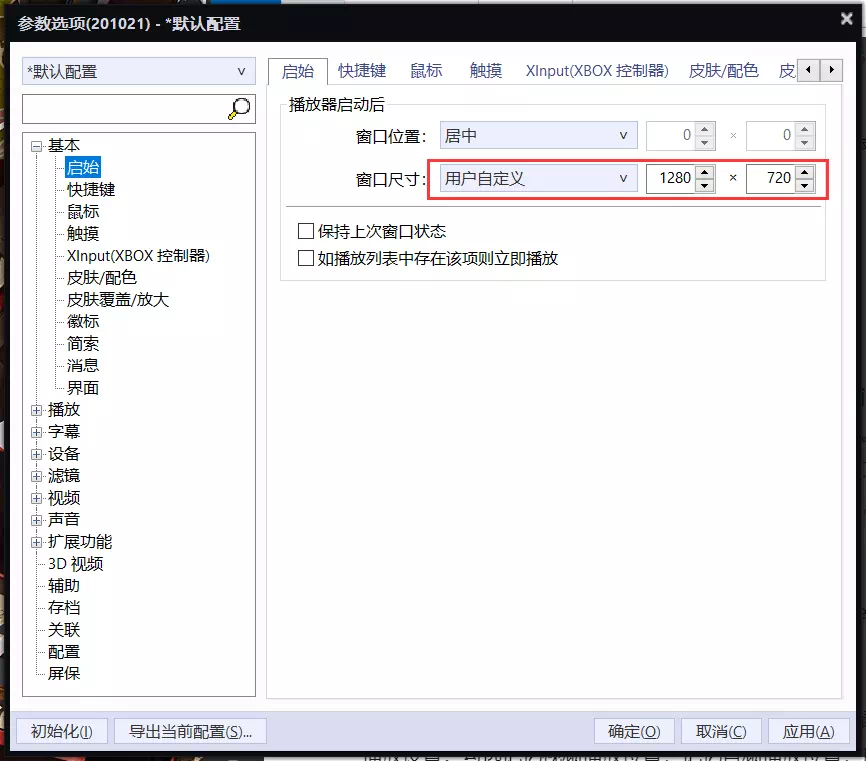 参数选项(201021) - *默认配置
*默认配置
启始 快捷键 鼠标 触摸 XInput(XBOX 控制器) 皮肤/配色 皮
基本
启始
快捷键
鼠标
触摸
XInput(XBOX 控制器)
皮肤/配色
皮肤覆盖/放大
徽标
简索
消息
界面
播放
字幕
设备
滤镜
视频
声音
扩展功能
3D 视频
辅助
存档
关联
配置
屏保
播放器启动后
窗口位置: 居中 0 × 0
窗口尺寸: 用户自定义 1280 × 720
保持上次窗口状态
如播放列表中存在该项则立即播放
初始化(I) 导出当前配置(S)... 确定(O) 取消(C) 应用(A)